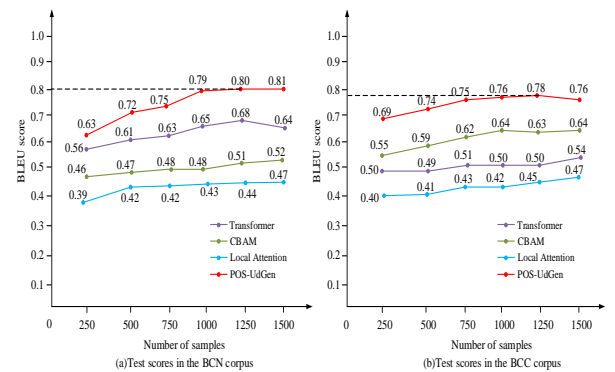 1.0
0.9
0.8
0.7
0.6
0.5
0.4
0.3
0.2
0.1
0
BLEU score
0.63 0.72 0.75 0.79 0.80 0.81
0.56 0.61 0.63 0.65 0.68 0.64
0.46 0.47 0.48 0.48 0.51 0.52
0.39 0.42 0.42 0.43 0.44 0.47
Transformer
CBAM
Local Attention
POS-UdGen
250 500 750 1000 1250 1500
Number of samples
(a)Test scores in the BCN corpus
1.0
0.9
0.8
0.7
0.6
0.5
0.4
0.3
0.2
0.1
0
BLEU score
0.69 0.74 0.75 0.76 0.78 0.76
0.55 0.59 0.62 0.64 0.63 0.64
0.50 0.49 0.51 0.50 0.50 0.54
0.40 0.41 0.43 0.42 0.45 0.47
Transformer
CBAM
Local Attention
POS-UdGen
250 500 750 1000 1250 1500
Number of samples
(b)Test scores in the BCC corpus